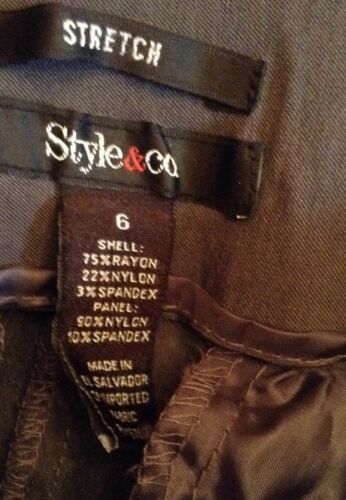 STRETCH
Style&co.
6
SHELL:
75%RAYON
22%NYLON
3%SPANDEX
PANEL:
90%NYLON
10%SPANDEX
MADE IN
EL SALVADOR
IMPORTED